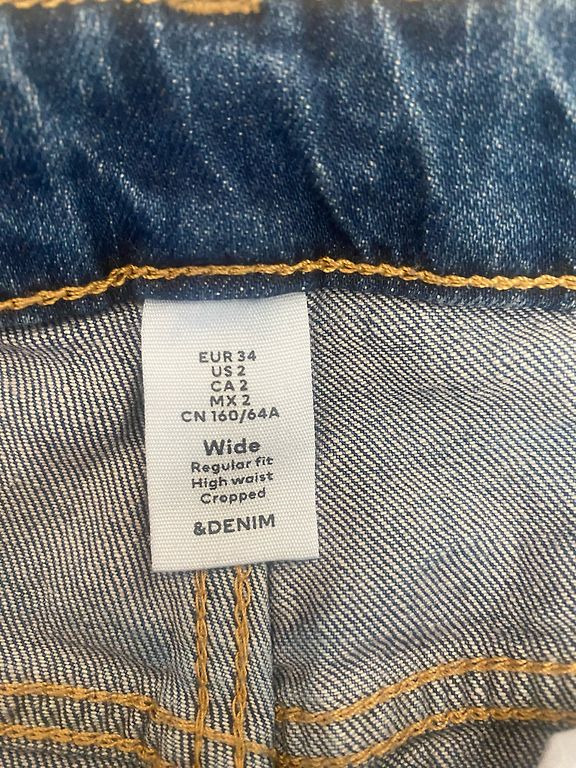 EUR 34
US 2
CA 2
MX 2
CN 160/64A
Wide
Regular fit
High waist
Cropped
&DENIM